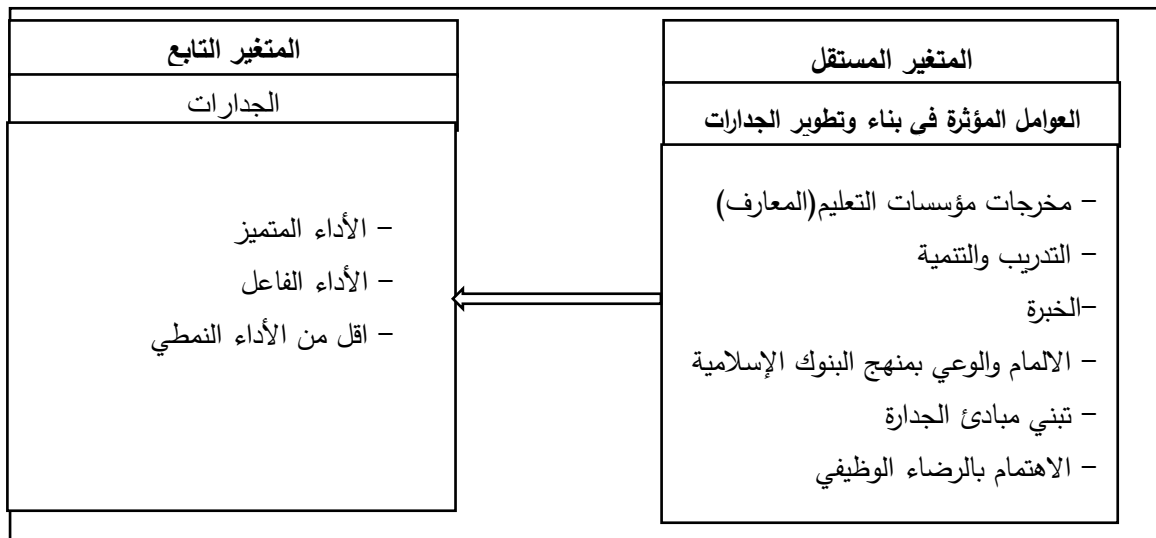 المتغير المستقل
العوامل المؤثرة في بناء وتطوير الجدارات
– مخرجات مؤسسات التعليم(المعارف)
– التدريب والتنمية
–الخبرة
– الالمام والوعي بمنهج البنوك الإسلامية
– تبني مبادئ الجدارة
– الاهتمام بالرضاء الوظيفي
المتغير التابع
الجدارات
– الأداء المتميز
– الأداء الفاعل
– اقل من الأداء النمطي